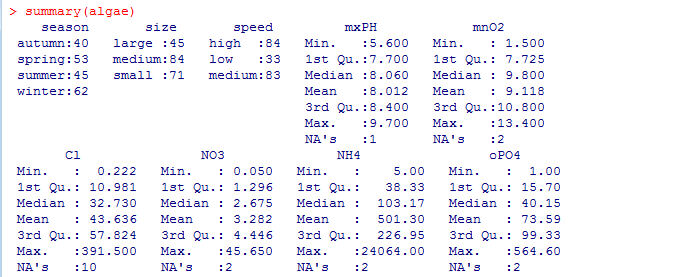 > summary(algae)
season size speed mxPH mnO2
autumn:40 large :45 high :84 Min. :5.600 Min. : 1.500
spring:53 medium:84 low :33 1st Qu.:7.700 1st Qu.: 7.725
summer:45 small :71 medium:83 Median :8.060 Median : 9.800
winter:62 Mean :8.012 Mean : 9.118
3rd Qu.:8.400 3rd Qu.:10.800
Max. :9.700 Max. :13.400
NA's :1 NA's :2
Cl NO3 NH4 oPO4
Min. : 0.222 Min. : 0.050 Min. : 5.00 Min. : 1.00
1st Qu.: 10.981 1st Qu.: 1.296 1st Qu.: 38.33 1st Qu.: 15.70
Median : 32.730 Median : 2.675 Median : 103.17 Median : 40.15
Mean : 43.636 Mean : 3.282 Mean : 501.30 Mean : 73.59
3rd Qu.: 57.824 3rd Qu.: 4.446 3rd Qu.: 226.95 3rd Qu.: 99.33
Max. :391.500 Max. :45.650 Max. :24064.00 Max. :564.60
NA's :10 NA's :2 NA's :2 NA's :2